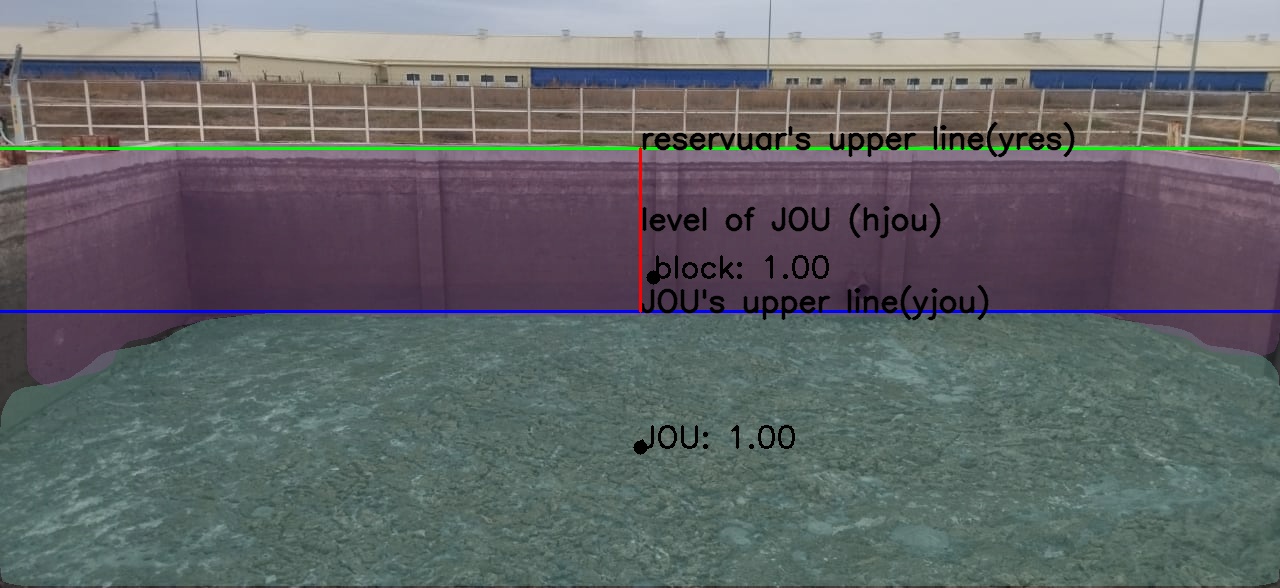 reservuar's upper line(yres)
level of JOU (hjou)
block: 1.00
JOU's upper line(yjou)
JOU: 1.00